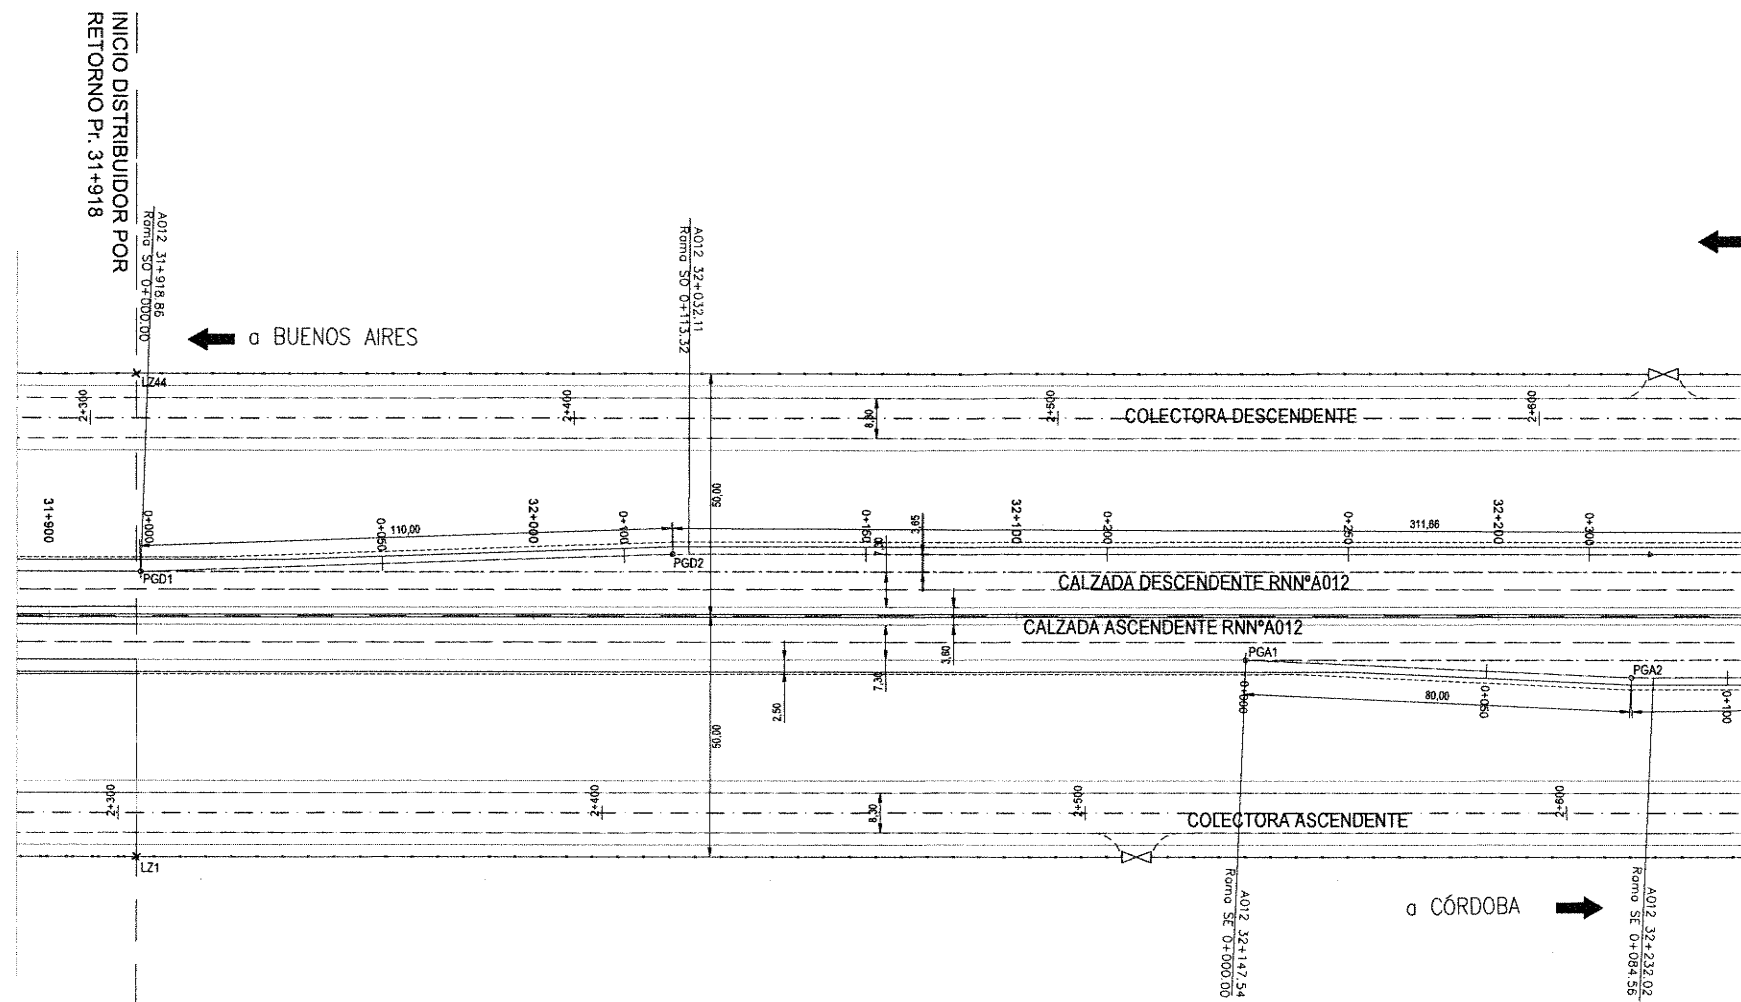 INICIO DISTRIBUIDOR POR
RETORNO Pr. 31+918
A012 31+918.86
Rama SO 0+000.00
a BUENOS AIRES
A012 32+032.11
Rama SO 0+113.32
LZ44
2+300
2+400
8,30
2+500
COLECTORA DESCENDENTE
2+600
50,00
31+900
0+000
110,00
0+050
32+000
0+100
0+150
3,65
7,30
32+100
0+200
311,66
0+250
32+200
0+300
PGD1
PGD2
CALZADA DESCENDENTE RNNºA012
CALZADA ASCENDENTE RNNºA012
3,60
7,30
2,50
50,00
PGA1
PGA2
0+000
80,00
0+050
0+100
2+300
2+400
8,30
2+500
COLECTORA ASCENDENTE
2+600
LZ1
A012 32+147.54
Rama SE 0+000.00
a CÓRDOBA
A012 32+232.02
Rama SE 0+084.56